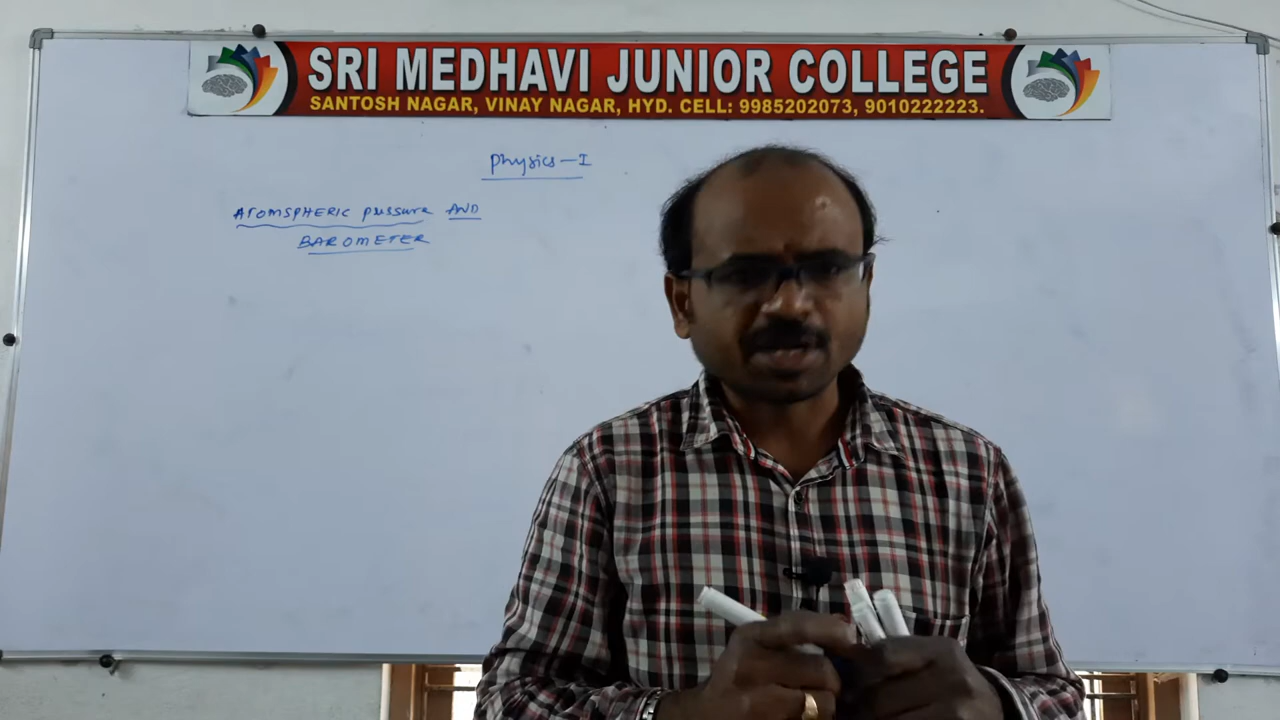 SRI MEDHAVI JUNIOR COLLEGE
SANTOSH NAGAR, VINAY NAGAR, HYD. CELL: 9985202073, 9010222223.
Physics-I
ATOMSPHERIC pressure AND
BAROMETER